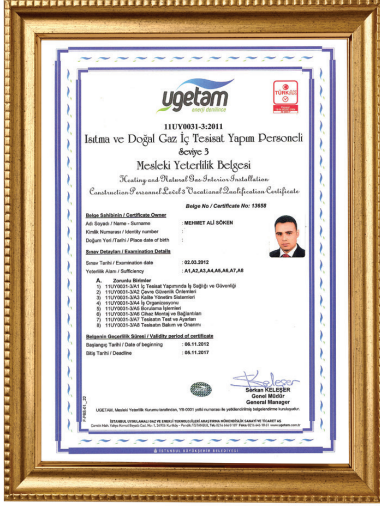 ugetam
TÜRKAK
11UY0031-3:2011
Isıtma ve Doğal Gaz İç Tesisat Yapım Personeli
Seviye 3
Mesleki Yeterlilik Belgesi
Heating and Natural Gas Interior Installation
Construction Personnel Level 3 Vocational Qualification Certificate
Belge No / Certificate No: 13658
Belge Sahibinin / Certificate Owner
Adı Soyadı / Name - Surname : MEHMET ALİ SÖKEN
Kimlik Numarası / Identity number :
Doğum Yeri /Tarihi / Place date of birth :
Sınav Detayları / Examination Details
Sınav Tarihi / Examination date : 02.03.2012
Yeterlilik Alanı / Sufficiency : A1,A2,A3,A4,A5,A6,A7,A8
A. Zorunlu Birimler
1) 11UY0031-3/A1 İç Tesisat Yapımında İş Sağlığı ve Güvenliği
2) 11UY0031-3/A2 Çevre Güvenlik Önlemleri
3) 11UY0031-3/A3 Kalite Yönetim Sistemleri
4) 11UY0031-3/A4 İş Organizasyonu
5) 11UY0031-3/A5 Borulama İşlemleri
6) 11UY0031-3/A6 Cihaz Montaj ve Bağlantıları
7) 11UY0031-3/A7 Tesisatın Test ve Ayarları
8) 11UY0031-3/A8 Tesisatın Bakım ve Onarımı
Belgenin Geçerlilik Süresi / Validity period of certificate
Başlangıç Tarihi / Date of beginning : 06.11.2012
Bitiş Tarihi / Deadline : 05.11.2017
Serkan KELEŞER
Genel Müdür
General Manager
İSTANBUL BÜYÜKŞEHİR BELEDİYESİ